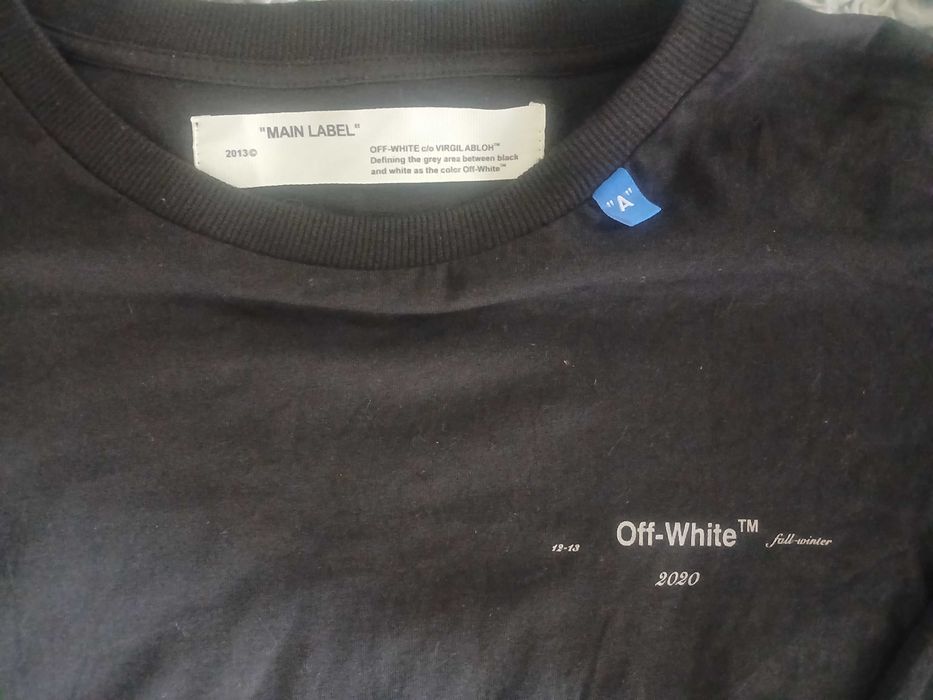 "MAIN LABEL"
2013©
OFF-WHITE c/o VIRGIL ABLOH™
Defining the grey area between black
and white as the color Off-White™
"A"
12-13 Off-White™ fall-winter
2020